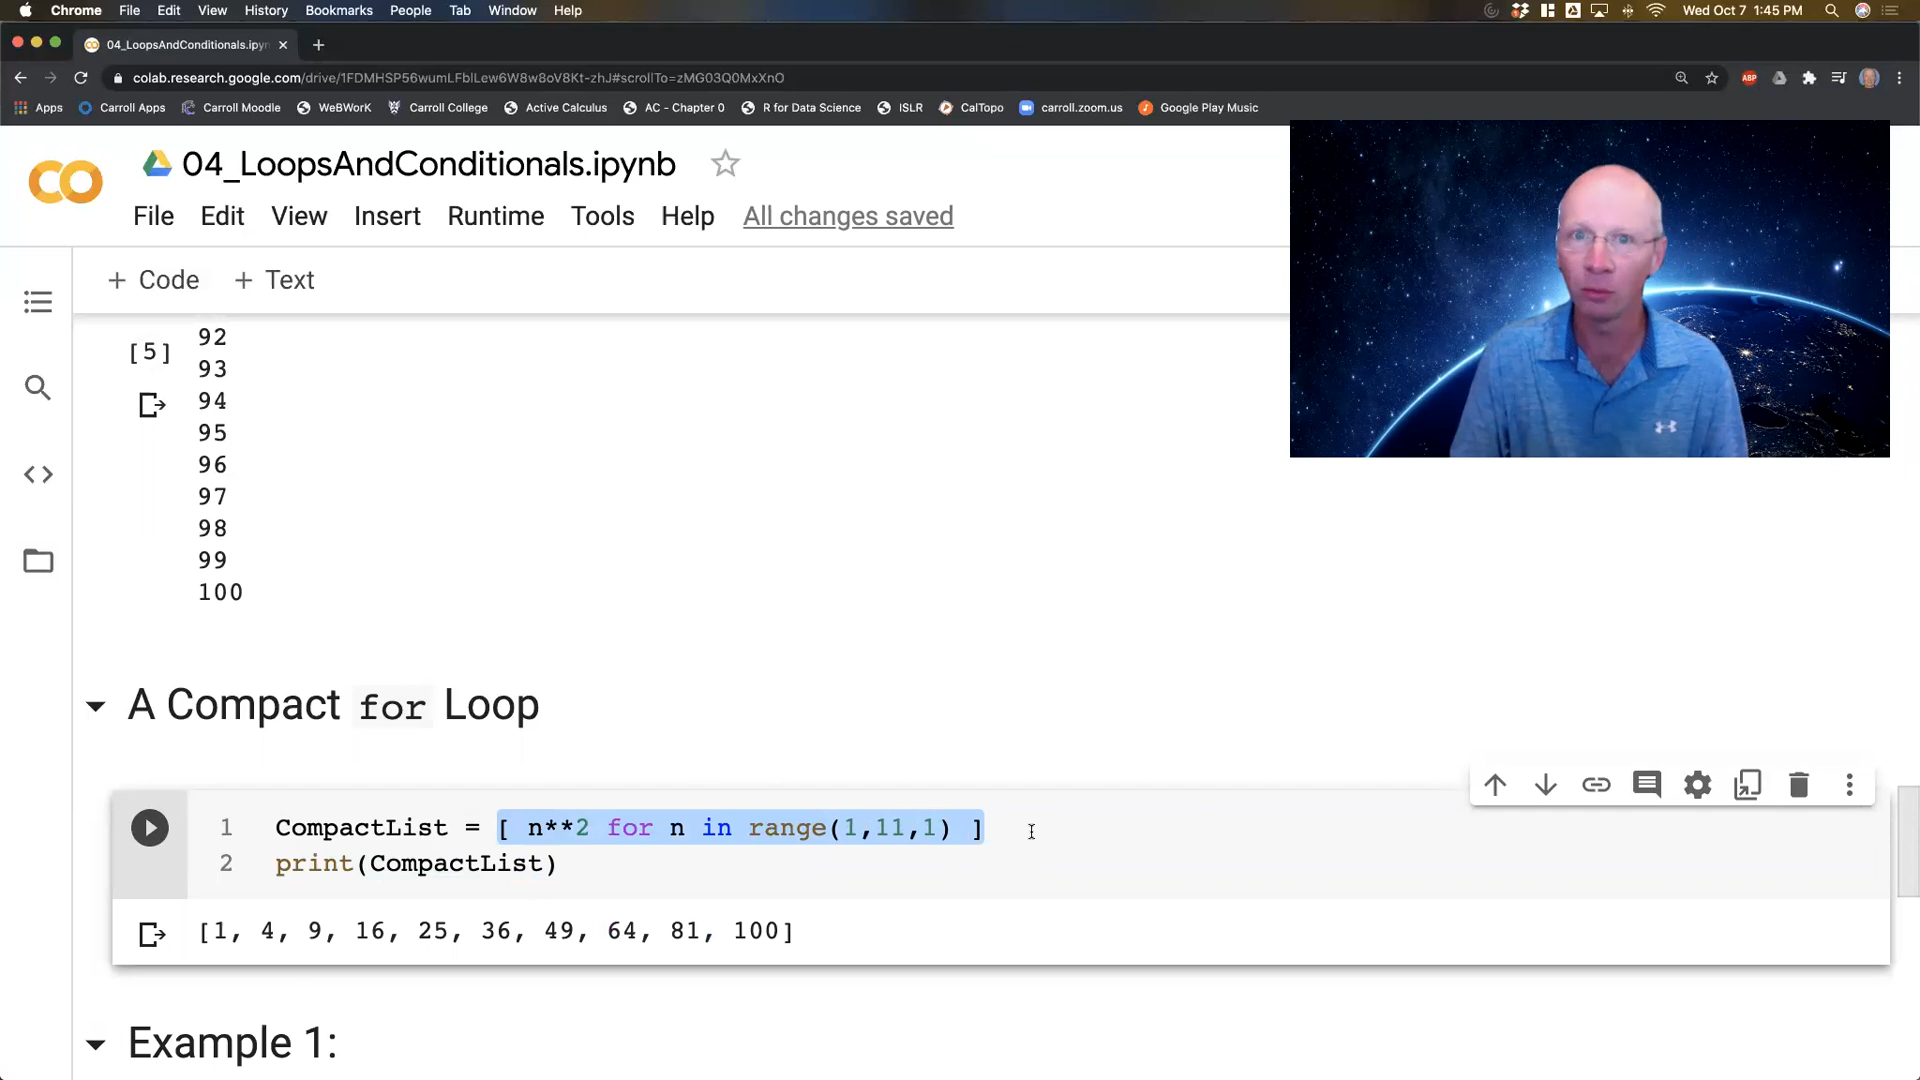 Chrome File Edit View History Bookmarks People Tab Window Help Wed Oct 7 1:45 PM
04_LoopsAndConditionals.ipyn
colab.research.google.com/drive/1FDMHSP56wumLFblLew6W8w8oV8Kt-zhJ#scrollTo=zMG03Q0MxXnO
ABP
Apps Carroll Apps Carroll Moodle WeBWorK Carroll College Active Calculus AC - Chapter 0 R for Data Science ISLR CalTopo carroll.zoom.us Google Play Music
04_LoopsAndConditionals.ipynb
File Edit View Insert Runtime Tools Help All changes saved
+ Code + Text
[5]
92
93
94
95
96
97
98
99
100
A Compact for Loop
1 CompactList = [ n**2 for n in range(1,11,1) ]
2 print(CompactList)
[1, 4, 9, 16, 25, 36, 49, 64, 81, 100]
Example 1: